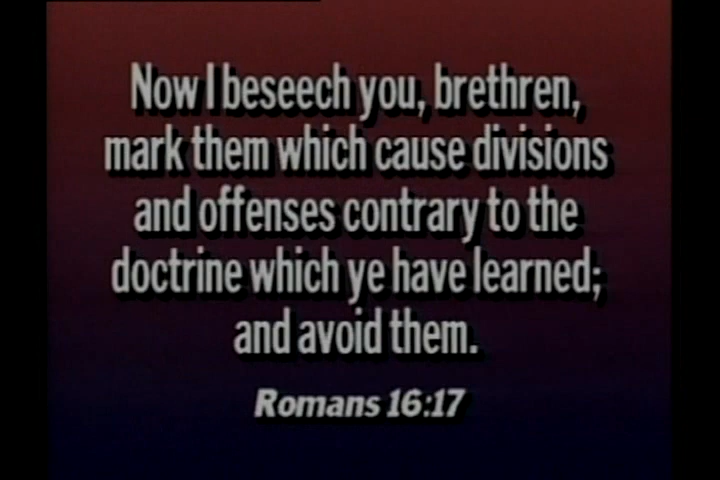 Now I beseech you, brethren,
mark them which cause divisions
and offenses contrary to the
doctrine which ye have learned;
and avoid them.
Romans 16:17